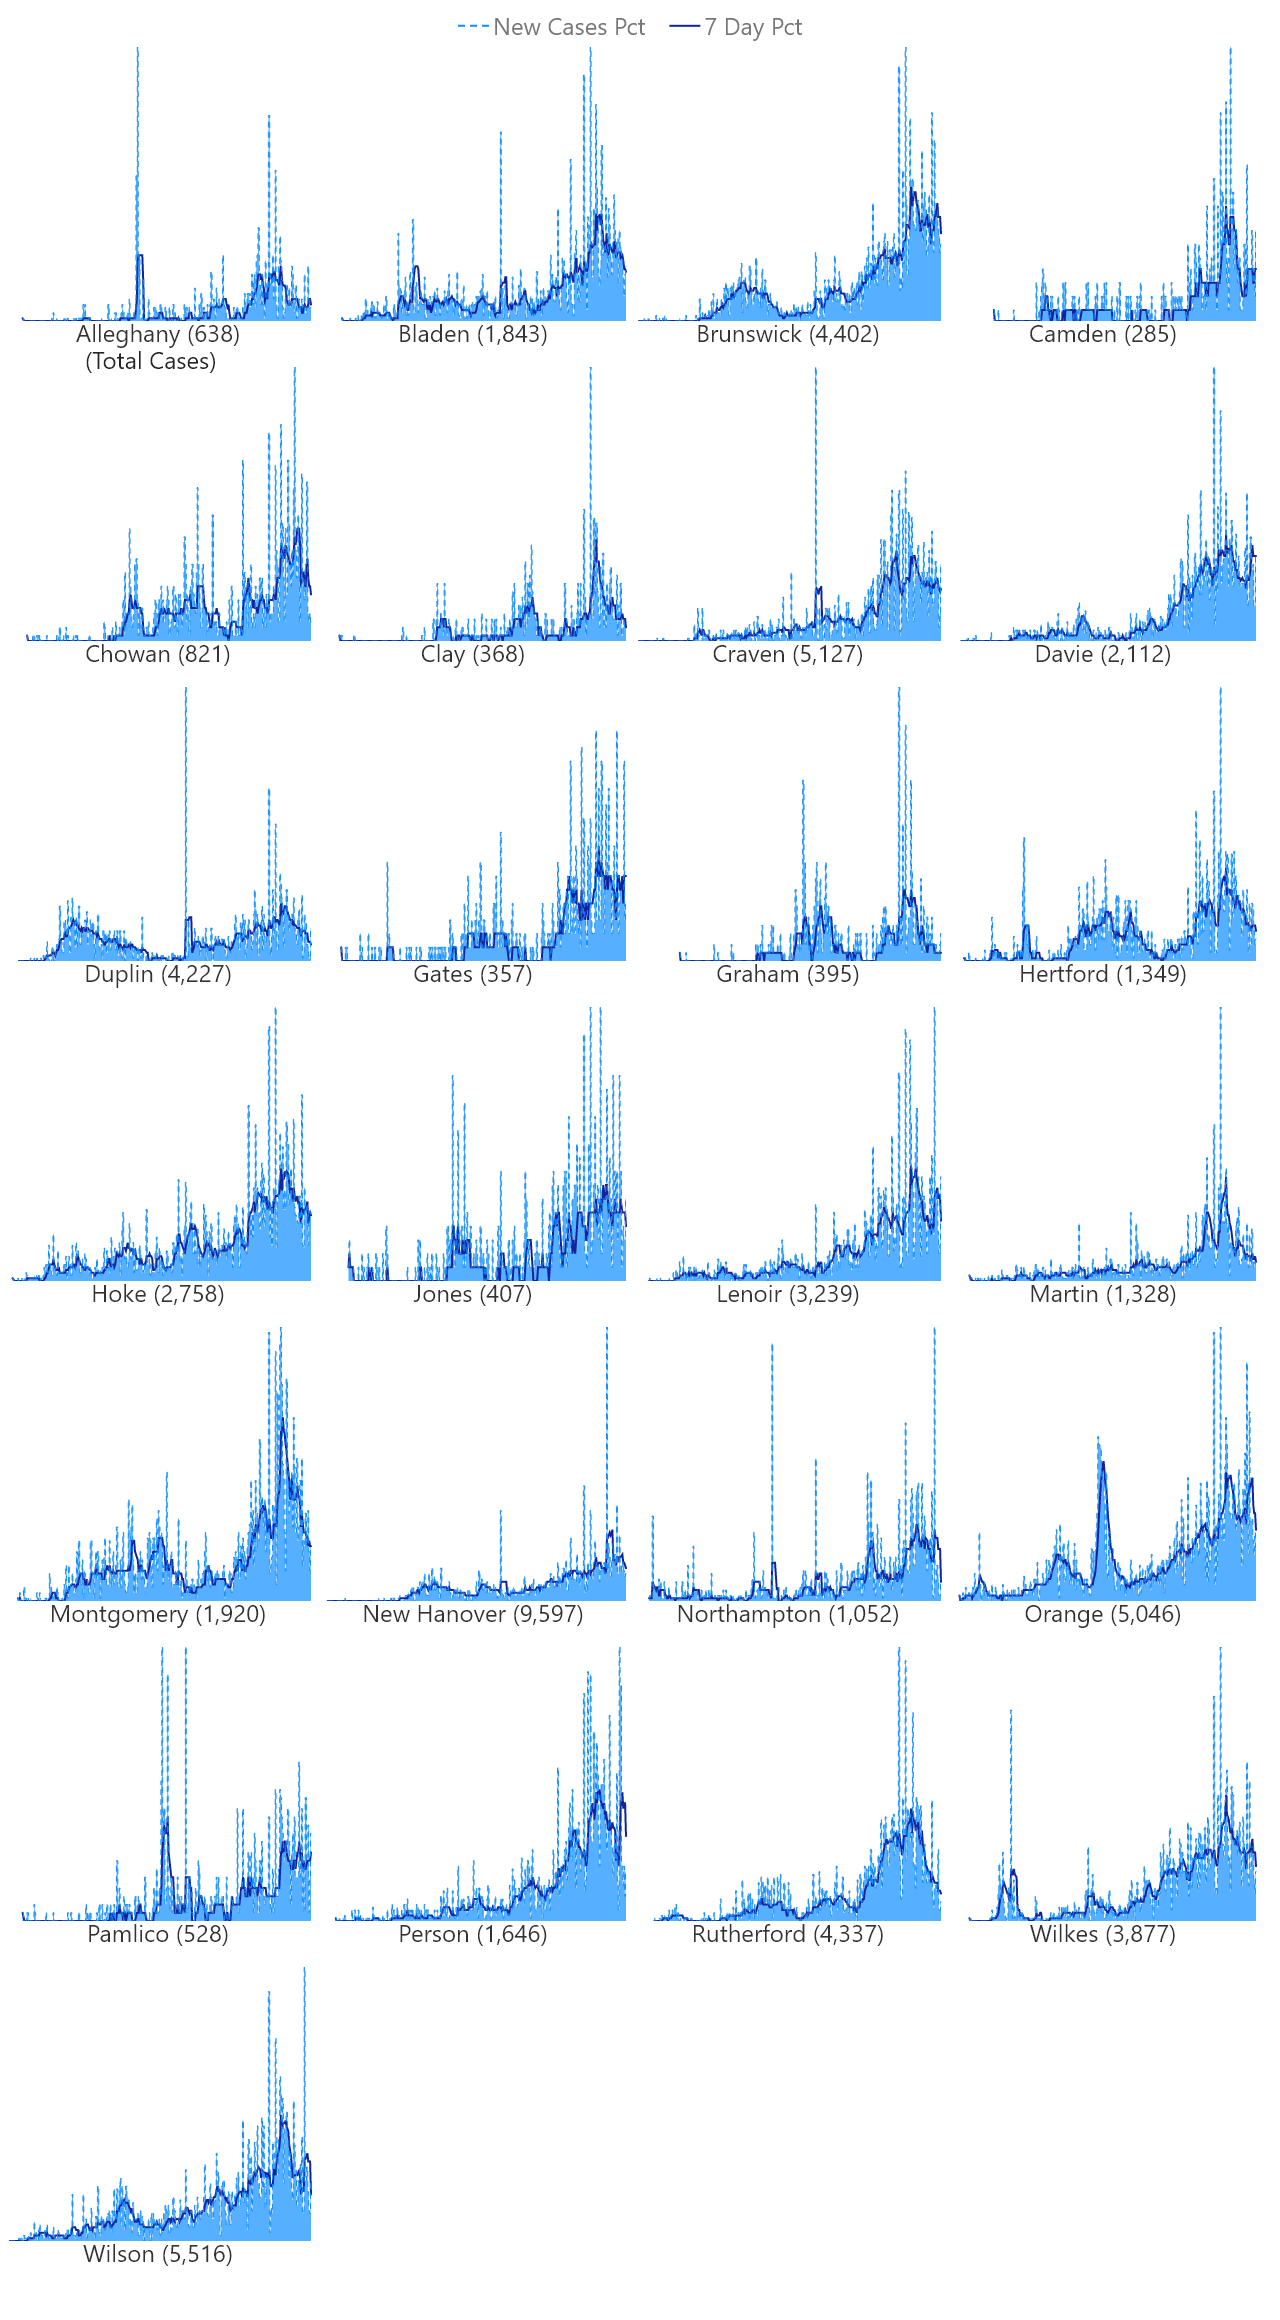 New Cases Pct 7 Day Pct
Alleghany (638) Bladen (1,843) Brunswick (4,402) Camden (285)
(Total Cases)
Chowan (821) Clay (368) Craven (5,127) Davie (2,112)
Duplin (4,227) Gates (357) Graham (395) Hertford (1,349)
Hoke (2,758) Jones (407) Lenoir (3,239) Martin (1,328)
Montgomery (1,920) New Hanover (9,597) Northampton (1,052) Orange (5,046)
Pamlico (528) Person (1,646) Rutherford (4,337) Wilkes (3,877)
Wilson (5,516)